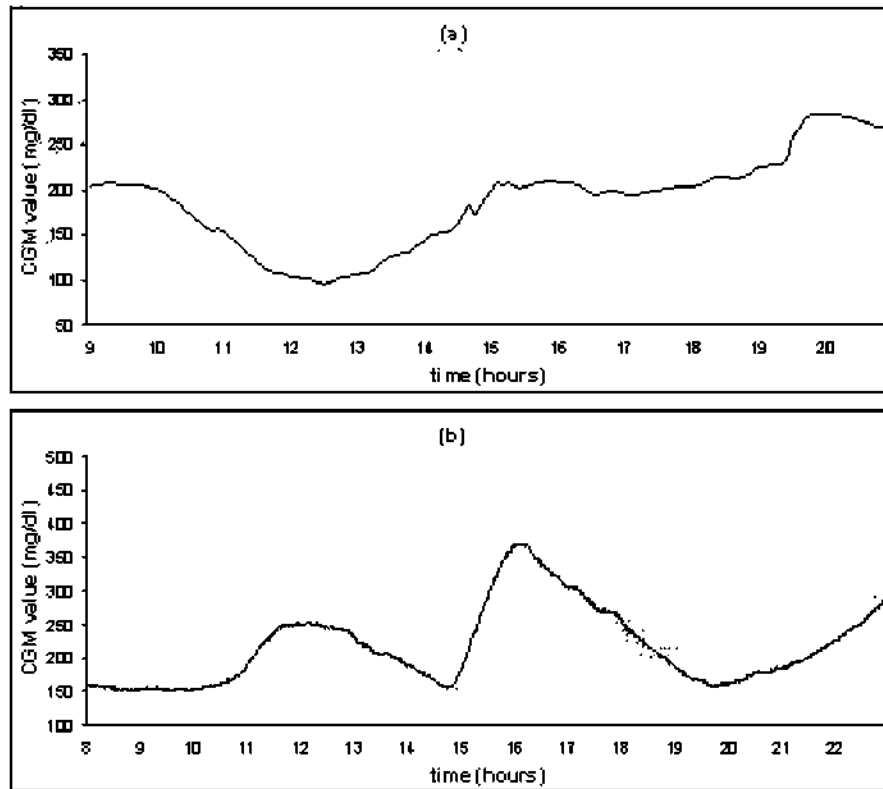 (a)
350
300
250
200
150
100
50
CGM value (mg/dl)
9 10 11 12 13 14 15 16 17 18 19 20
time (hours)
(b)
500
450
400
350
300
250
200
150
100
CGM value (mg/dl)
8 9 10 11 12 13 14 15 16 17 18 19 20 21 22
time (hours)